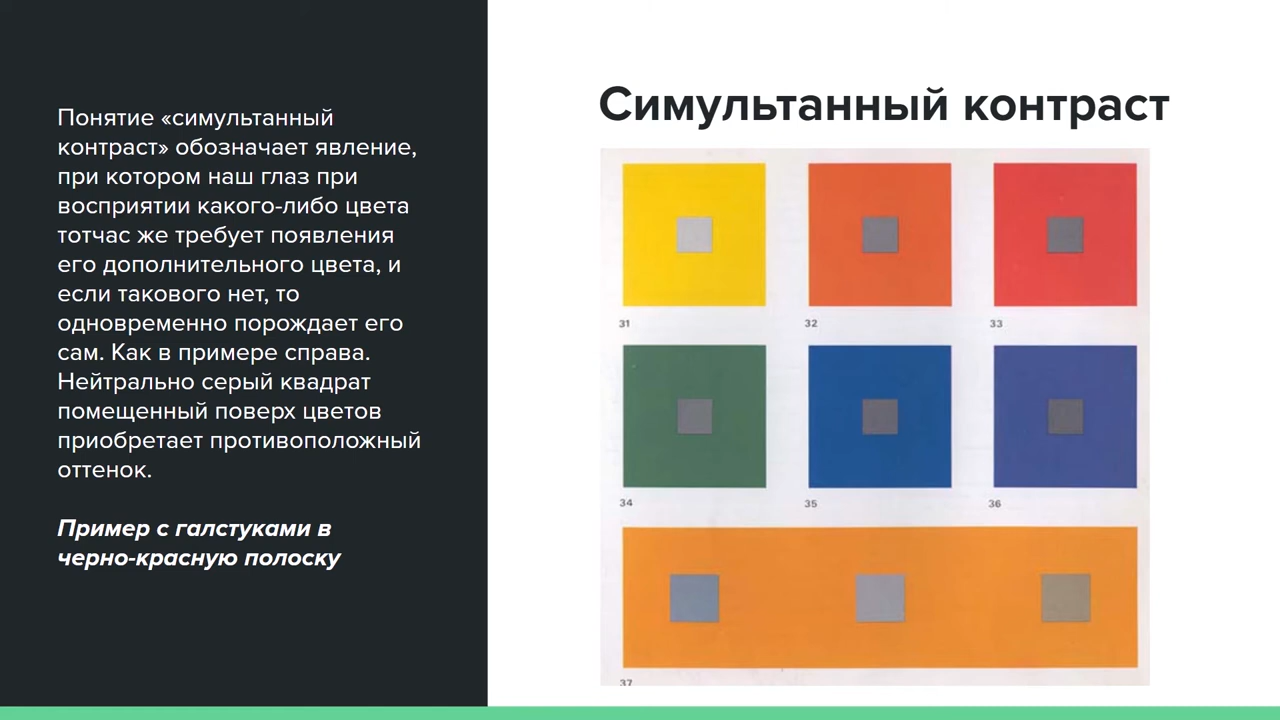 Понятие «симультанный
контраст» обозначает явление,
при котором наш глаз при
восприятии какого-либо цвета
тотчас же требует появления
его дополнительного цвета, и
если такового нет, то
одновременно порождает его
сам. Как в примере справа.
Нейтрально серый квадрат
помещенный поверх цветов
приобретает противоположный
оттенок.
Пример с галстуками в
черно-красную полоску
Симультанный контраст
31 32 33
34 35 36
37